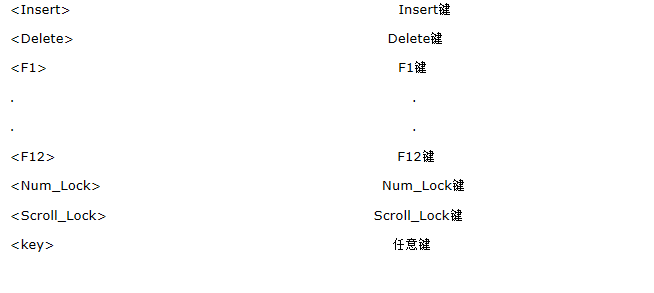 <Insert> Insert键
<Delete> Delete键
<F1> F1键
. .
. .
<F12> F12键
<Num_Lock> Num_Lock键
<Scroll_Lock> Scroll_Lock键
<key> 任意键